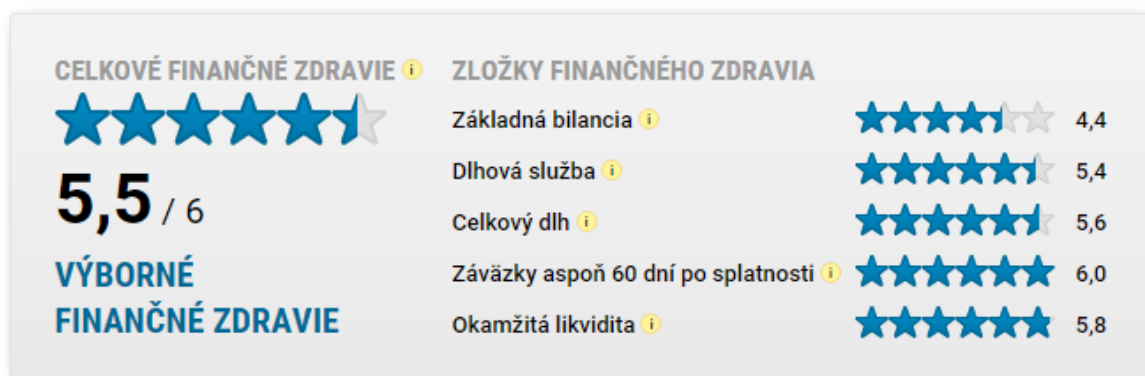 CELKOVÉ FINANČNÉ ZDRAVIE i
5,5 / 6
VÝBORNÉ
FINANČNÉ ZDRAVIE
ZLOŽKY FINANČNÉHO ZDRAVIA
Základná bilancia i 4,4
Dlhová služba i 5,4
Celkový dlh i 5,6
Záväzky aspoň 60 dní po splatnosti i 6,0
Okamžitá likvidita i 5,8